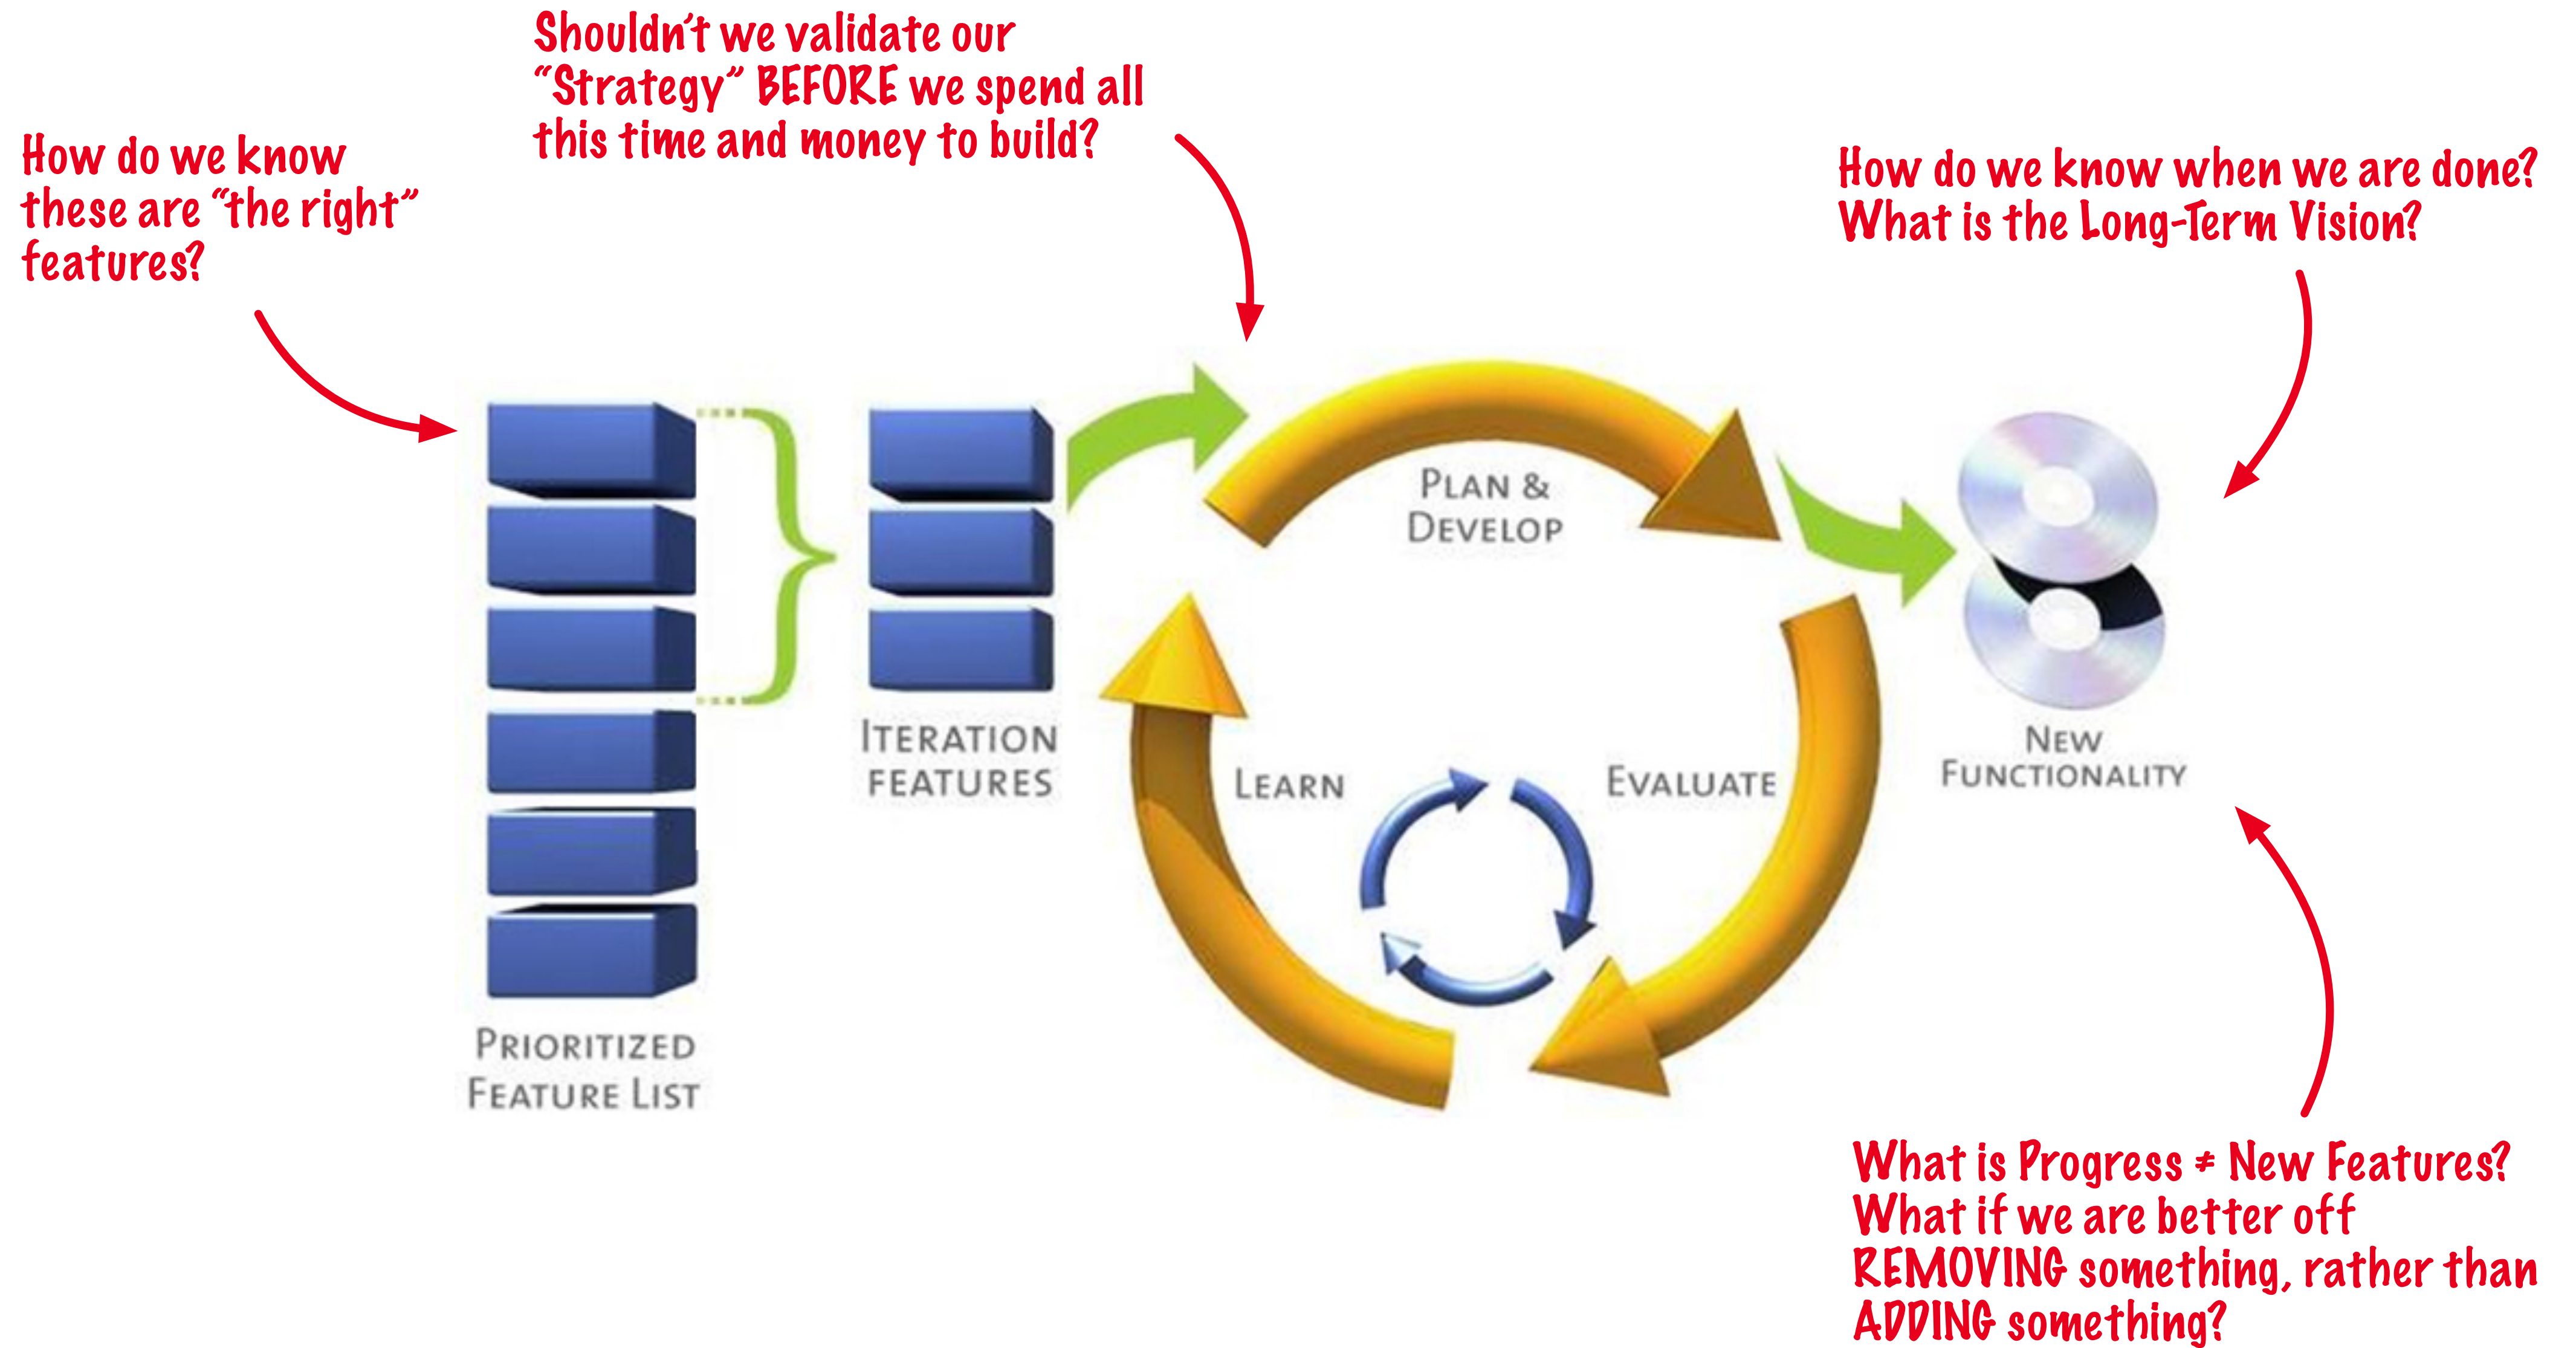 Shouldn't we validate our
“Strategy” BEFORE we spend all
this time and money to build?
How do we know
these are “the right”
features?
How do we know when we are done?
What is the Long-Term Vision?
PLAN &
DEVELOP
ITERATION
FEATURES
LEARN
EVALUATE
NEW
FUNCTIONALITY
PRIORITIZED
FEATURE LIST
What is Progress ≠ New Features?
What if we are better off
REMOVING something, rather than
ADDING something?